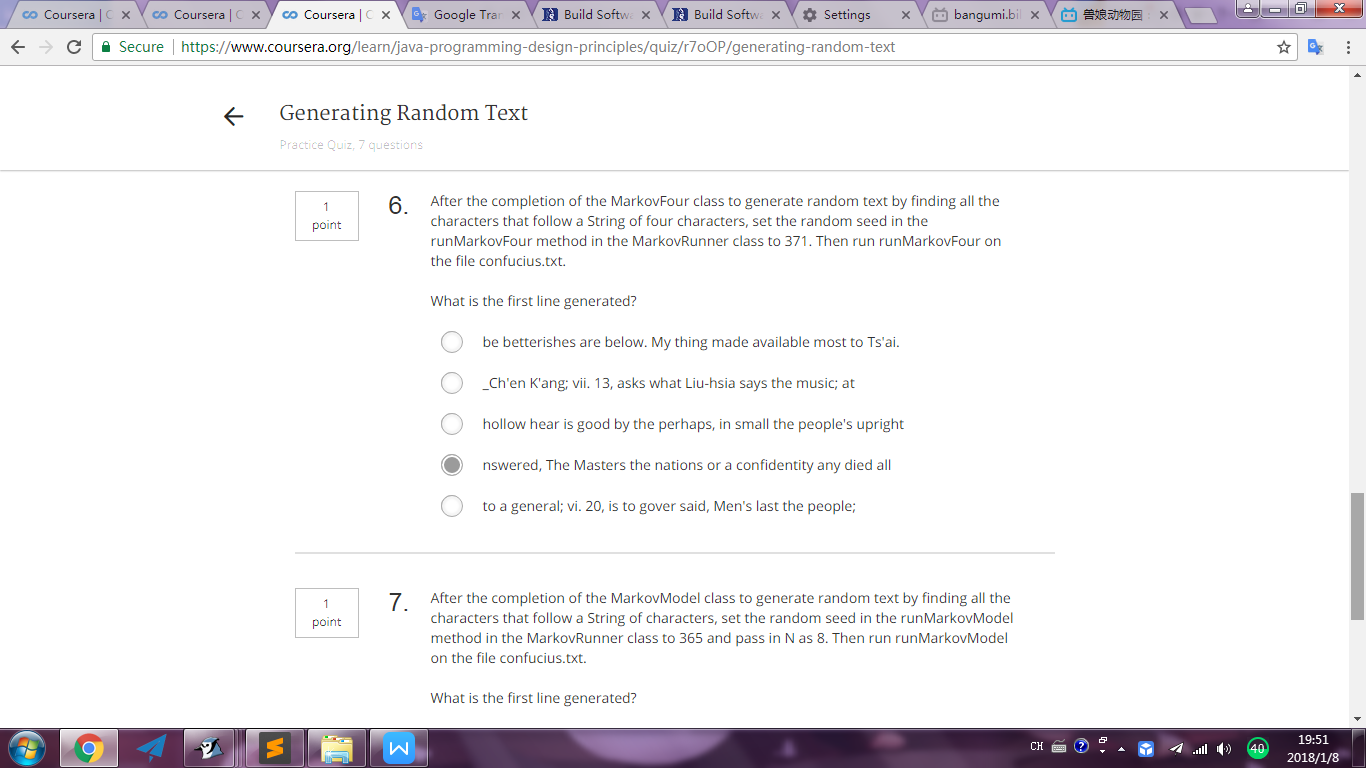 Coursera | C
Coursera | C
Coursera | C
Google Tran
Build Softwa
Build Softwa
Settings
bangumi.bil
兽娘动物园
Secure
https://www.coursera.org/learn/java-programming-design-principles/quiz/r7oOP/generating-random-text
Generating Random Text
Practice Quiz, 7 questions
1
point
6.
After the completion of the MarkovFour class to generate random text by finding all the
characters that follow a String of four characters, set the random seed in the
runMarkovFour method in the MarkovRunner class to 371. Then run runMarkovFour on
the file confucius.txt.
What is the first line generated?
be betterishes are below. My thing made available most to Ts'ai.
_Ch'en K'ang; vii. 13, asks what Liu-hsia says the music; at
hollow hear is good by the perhaps, in small the people's upright
nswered, The Masters the nations or a confidentity any died all
to a general; vi. 20, is to gover said, Men's last the people;
1
point
7.
After the completion of the MarkovModel class to generate random text by finding all the
characters that follow a String of characters, set the random seed in the runMarkovModel
method in the MarkovRunner class to 365 and pass in N as 8. Then run runMarkovModel
on the file confucius.txt.
What is the first line generated?
CH
40
19:51
2018/1/8